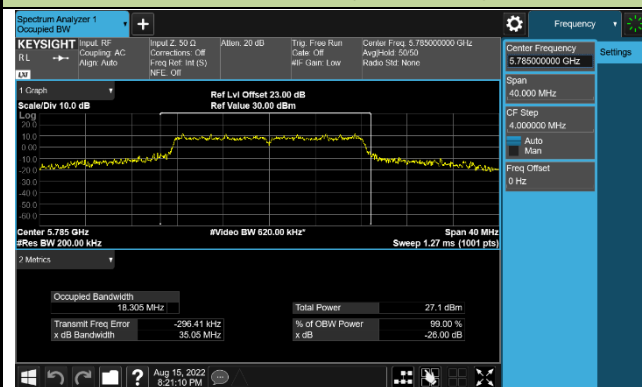 Spectrum Analyzer 1
Occupied BW
Frequency
KEYSIGHT
RL
LXI
Input: RF
Coupling: AC
Align: Auto
Input Z: 50 Ω
Corrections: Off
Freq Ref: Int (S)
NFE: Off
Atten: 20 dB
Trig: Free Run
Gate: Off
#IF Gain: Low
Center Freq: 5.785000000 GHz
Avg|Hold: 50/50
Radio Std: None
Center Frequency
5.785000000 GHz
Settings
Span
40.000 MHz
CF Step
4.000000 MHz
Auto
Man
Freq Offset
0 Hz
1 Graph
Scale/Div 10.0 dB
Ref Lvl Offset 23.00 dB
Ref Value 30.00 dBm
Log
20.0
10.0
0.00
-10.0
-20.0
-30.0
-40.0
-50.0
-60.0
Center 5.785 GHz
#Res BW 200.00 kHz
#Video BW 620.00 kHz*
Span 40 MHz
Sweep 1.27 ms (1001 pts)
2 Metrics
Occupied Bandwidth
18.305 MHz
Total Power 27.1 dBm
Transmit Freq Error -296.41 kHz
% of OBW Power 99.00 %
x dB Bandwidth 35.05 MHz
x dB -26.00 dB
?
Aug 15, 2022
8:21:10 PM